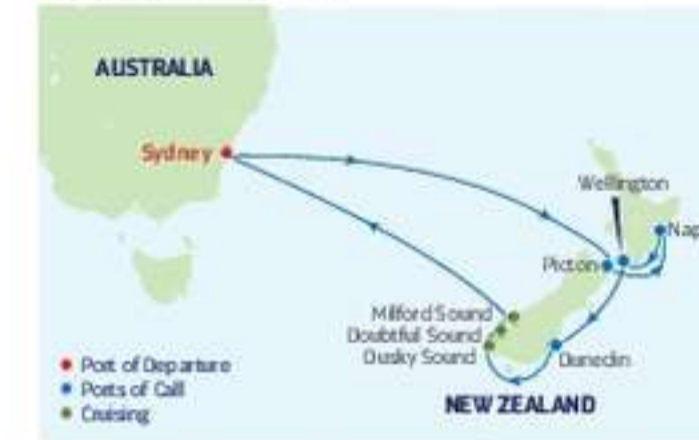 AUSTRALIA
Sydney
Wellington
Nap
Picton
Milford Sound
Doubtful Sound
Dusky Sound
Dunedin
Port of Departure
Ports of Call
Cruising
NEW ZEALAND